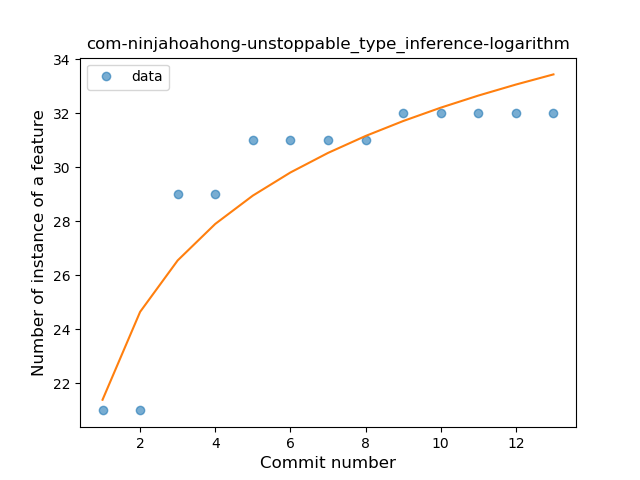 com-ninjahoahong-unstoppable_type_inference-logarithm
data
Number of instance of a feature
34
32
30
28
26
24
22
2 4 6 8 10 12
Commit number